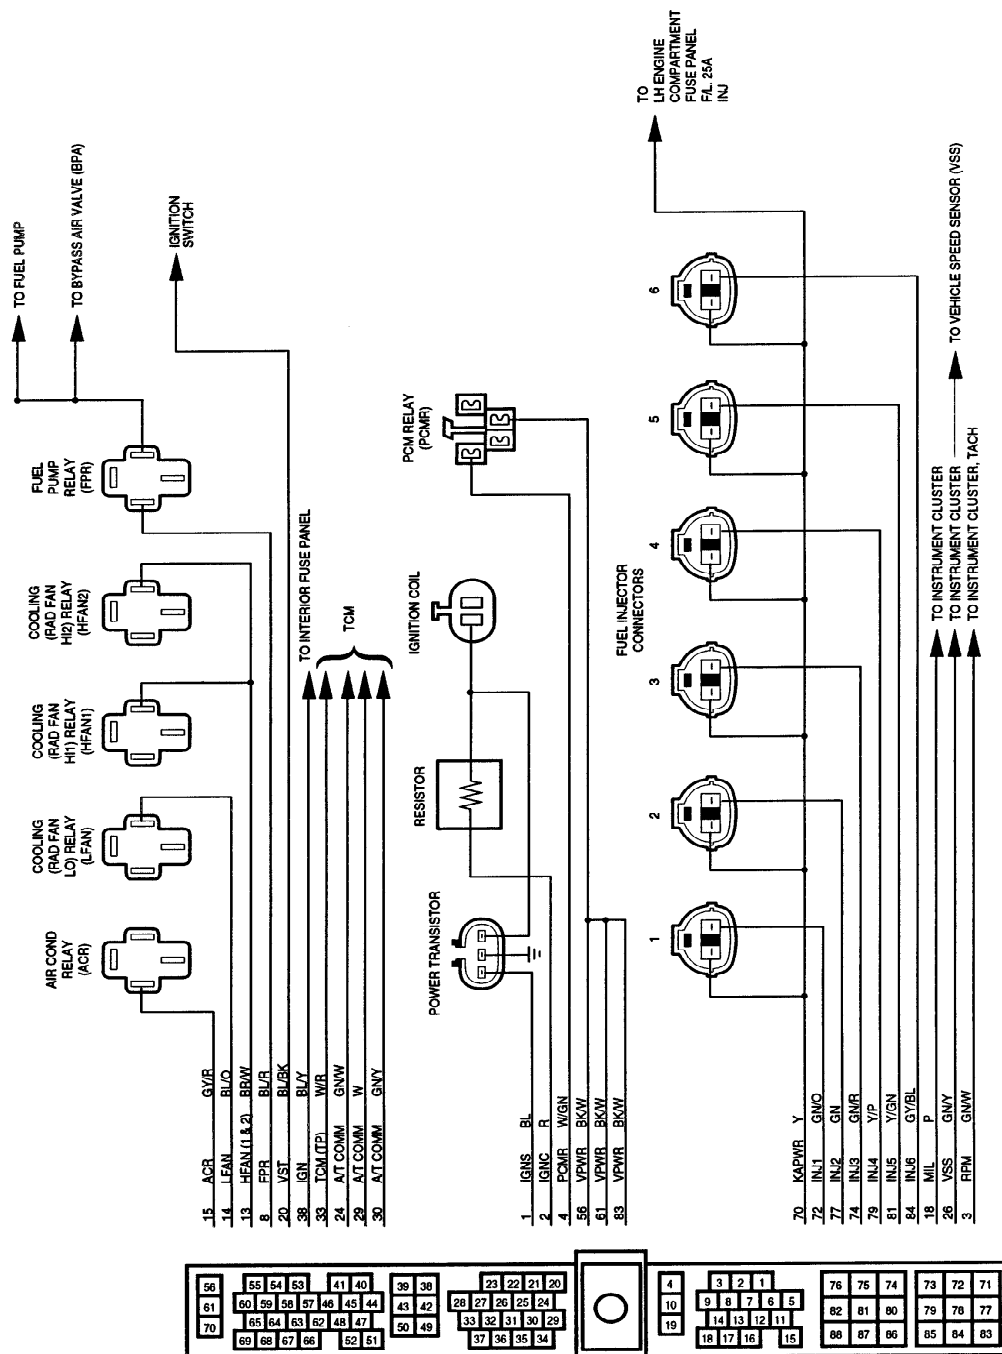 TO FUEL PUMP
TO BYPASS AIR VALVE (BPA)
IGNITION
SWITCH
FUEL
PUMP
RELAY
(FPR)
COOLING
(RAD FAN
HI2) RELAY
(HFAN2)
COOLING
(RAD FAN
HI1) RELAY
(HFAN1)
COOLING
(RAD FAN
LO) RELAY
(LFAN)
AIR COND
RELAY
(ACR)
TO INTERIOR FUSE PANEL
TCM
15 ACR GY/R
14 LFAN BL/O
13 HFAN (1 & 2) BR/W
8 FPR BL/R
20 VST BL/BK
38 IGN BL/Y
33 TCM (TP) W/R
24 A/T COMM GN/W
29 A/T COMM W
30 A/T COMM GN/Y
PCM RELAY
(PCMR)
IGNITION COIL
RESISTOR
POWER TRANSISTOR
1 IGNS BL
2 IGNC R
4 PCMR W/GN
56 VPWR BK/W
61 VPWR BK/W
83 VPWR BK/W
TO
LH ENGINE
COMPARTMENT
FUSE PANEL
F/L. 25A
INJ
FUEL INJECTOR
CONNECTORS
6
5
4
3
2
1
TO INSTRUMENT CLUSTER
TO INSTRUMENT CLUSTER
TO VEHICLE SPEED SENSOR (VSS)
TO INSTRUMENT CLUSTER, TACH
70 KAPWR Y
72 INJ1 GN/O
77 INJ2 GN
74 INJ3 GN/R
79 INJ4 Y/P
81 INJ5 Y/GN
84 INJ6 GY/BL
18 MIL P
26 VSS GN/Y
3 RPM GN/W
56 55 54 53 41 40 39 38 23 22 21 20 4 3 2 1 76 75 74 73 72 71
61 60 59 58 57 46 45 44 43 42 28 27 26 25 24 10 9 8 7 6 5 82 81 80 79 78 77
70 65 64 63 62 48 47 50 49 33 32 31 30 29 19 14 13 12 11 88 87 86 85 84 83
69 68 67 66 52 51 37 36 35 34 18 17 16 15